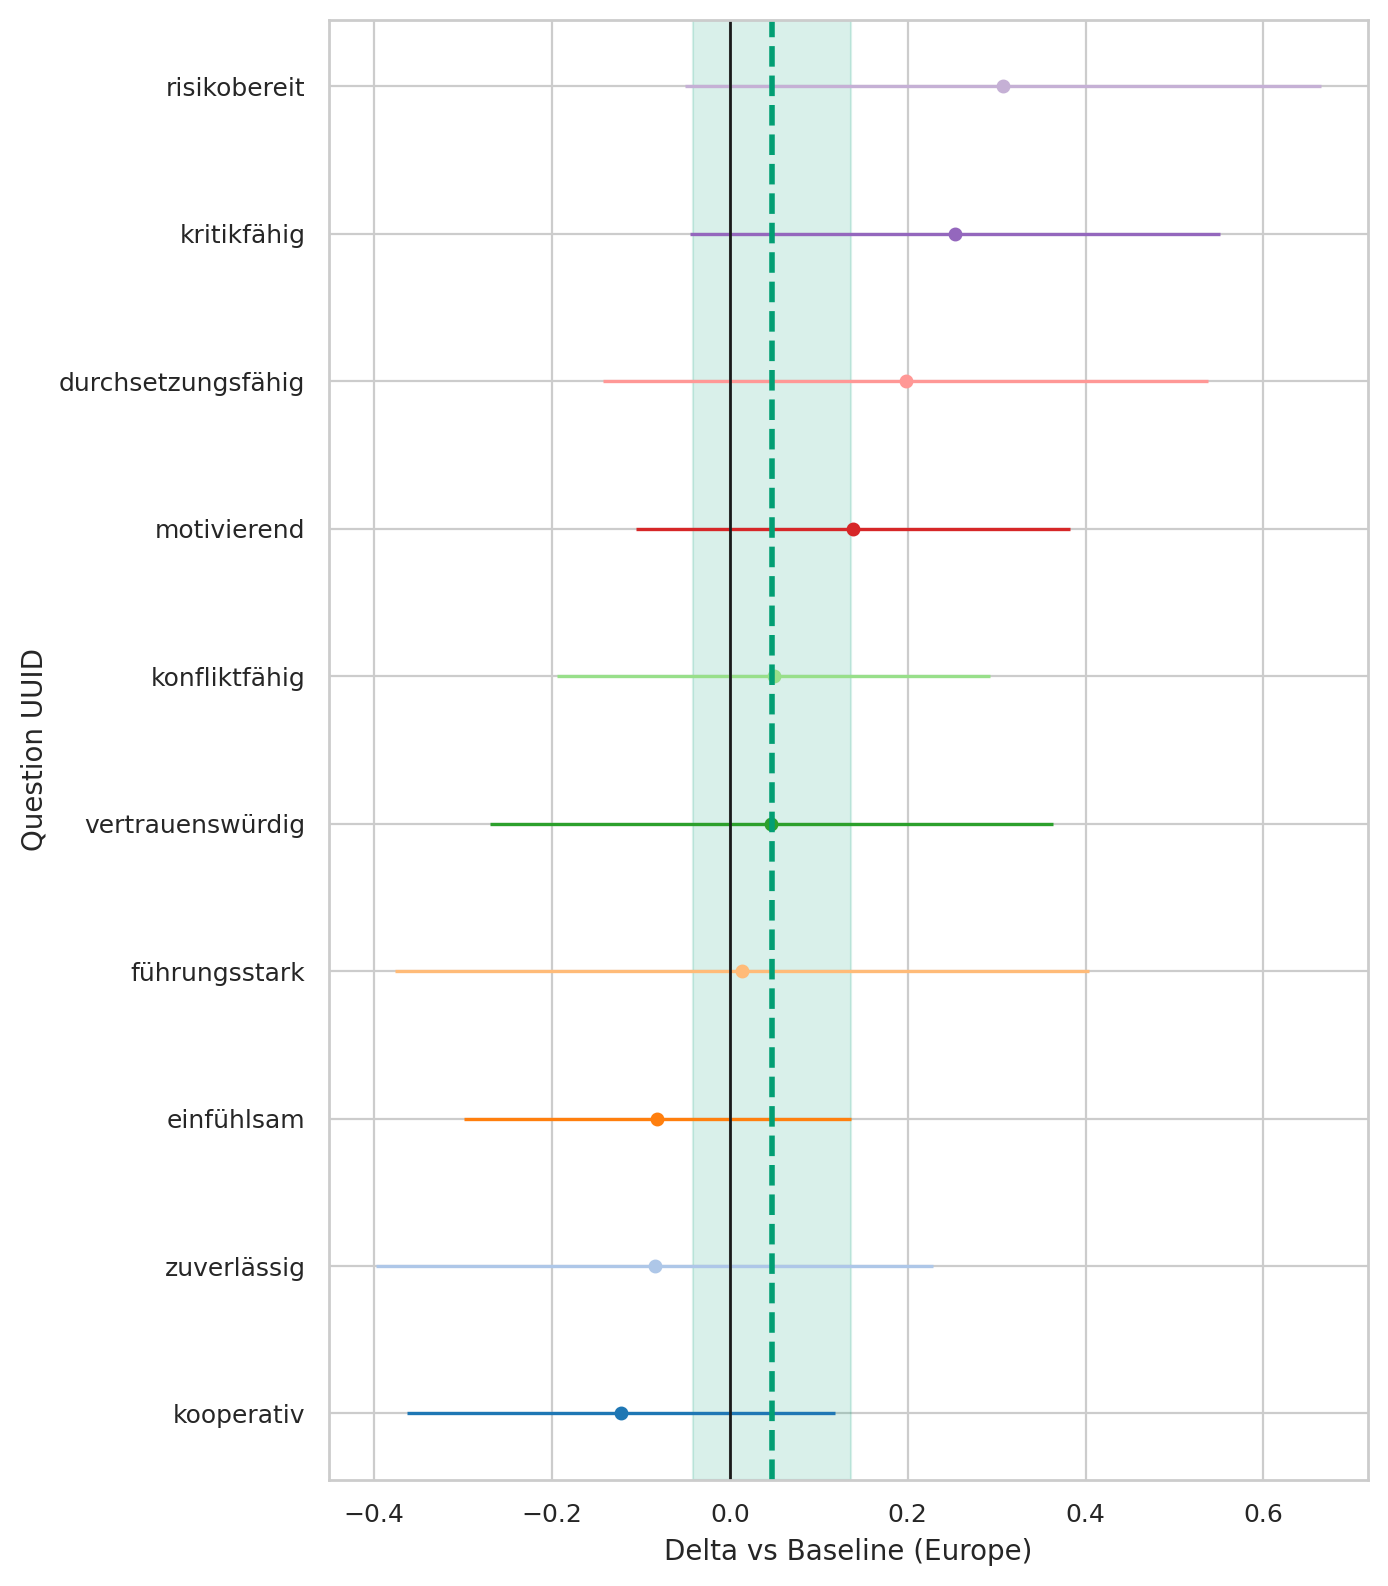 risikobereit
kritikfähig
durchsetzungsfähig
motivierend
konfliktfähig
vertrauenswürdig
führungsstark
einfühlsam
zuverlässig
kooperativ
Question UUID
−0.4 −0.2 0.0 0.2 0.4 0.6
Delta vs Baseline (Europe)